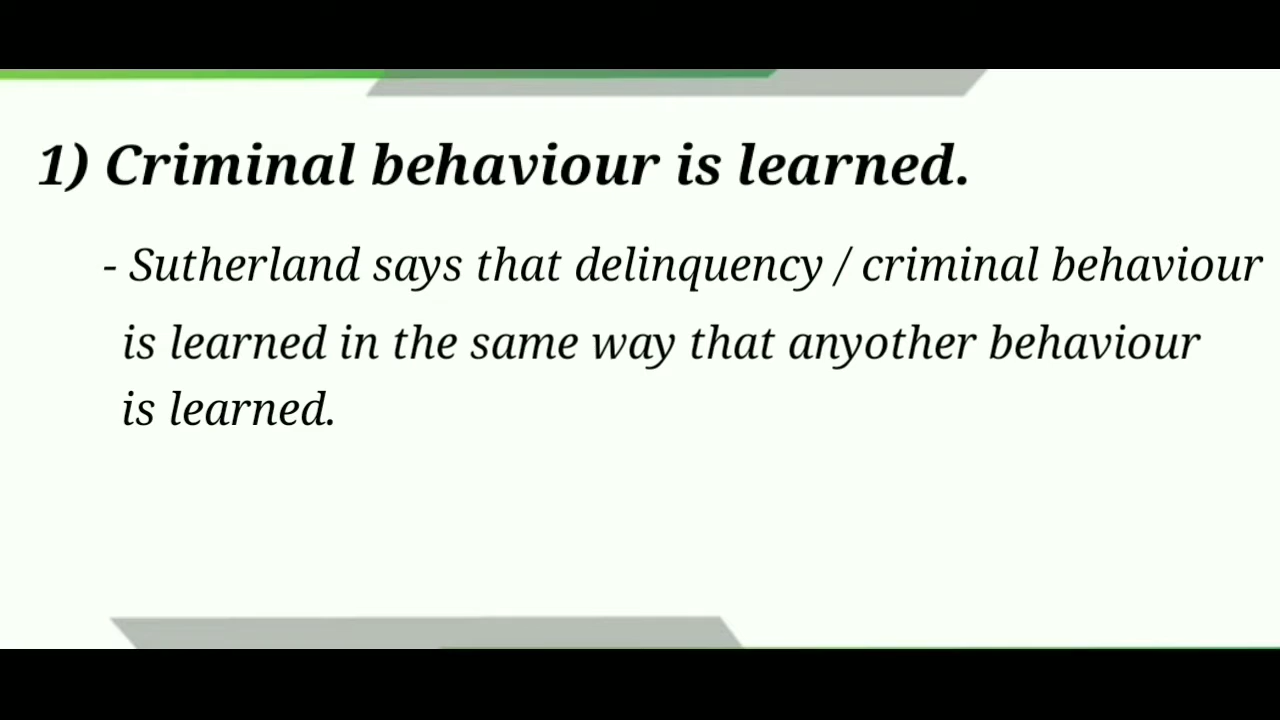 1) Criminal behaviour is learned.
- Sutherland says that delinquency / criminal behaviour
is learned in the same way that anyother behaviour
is learned.